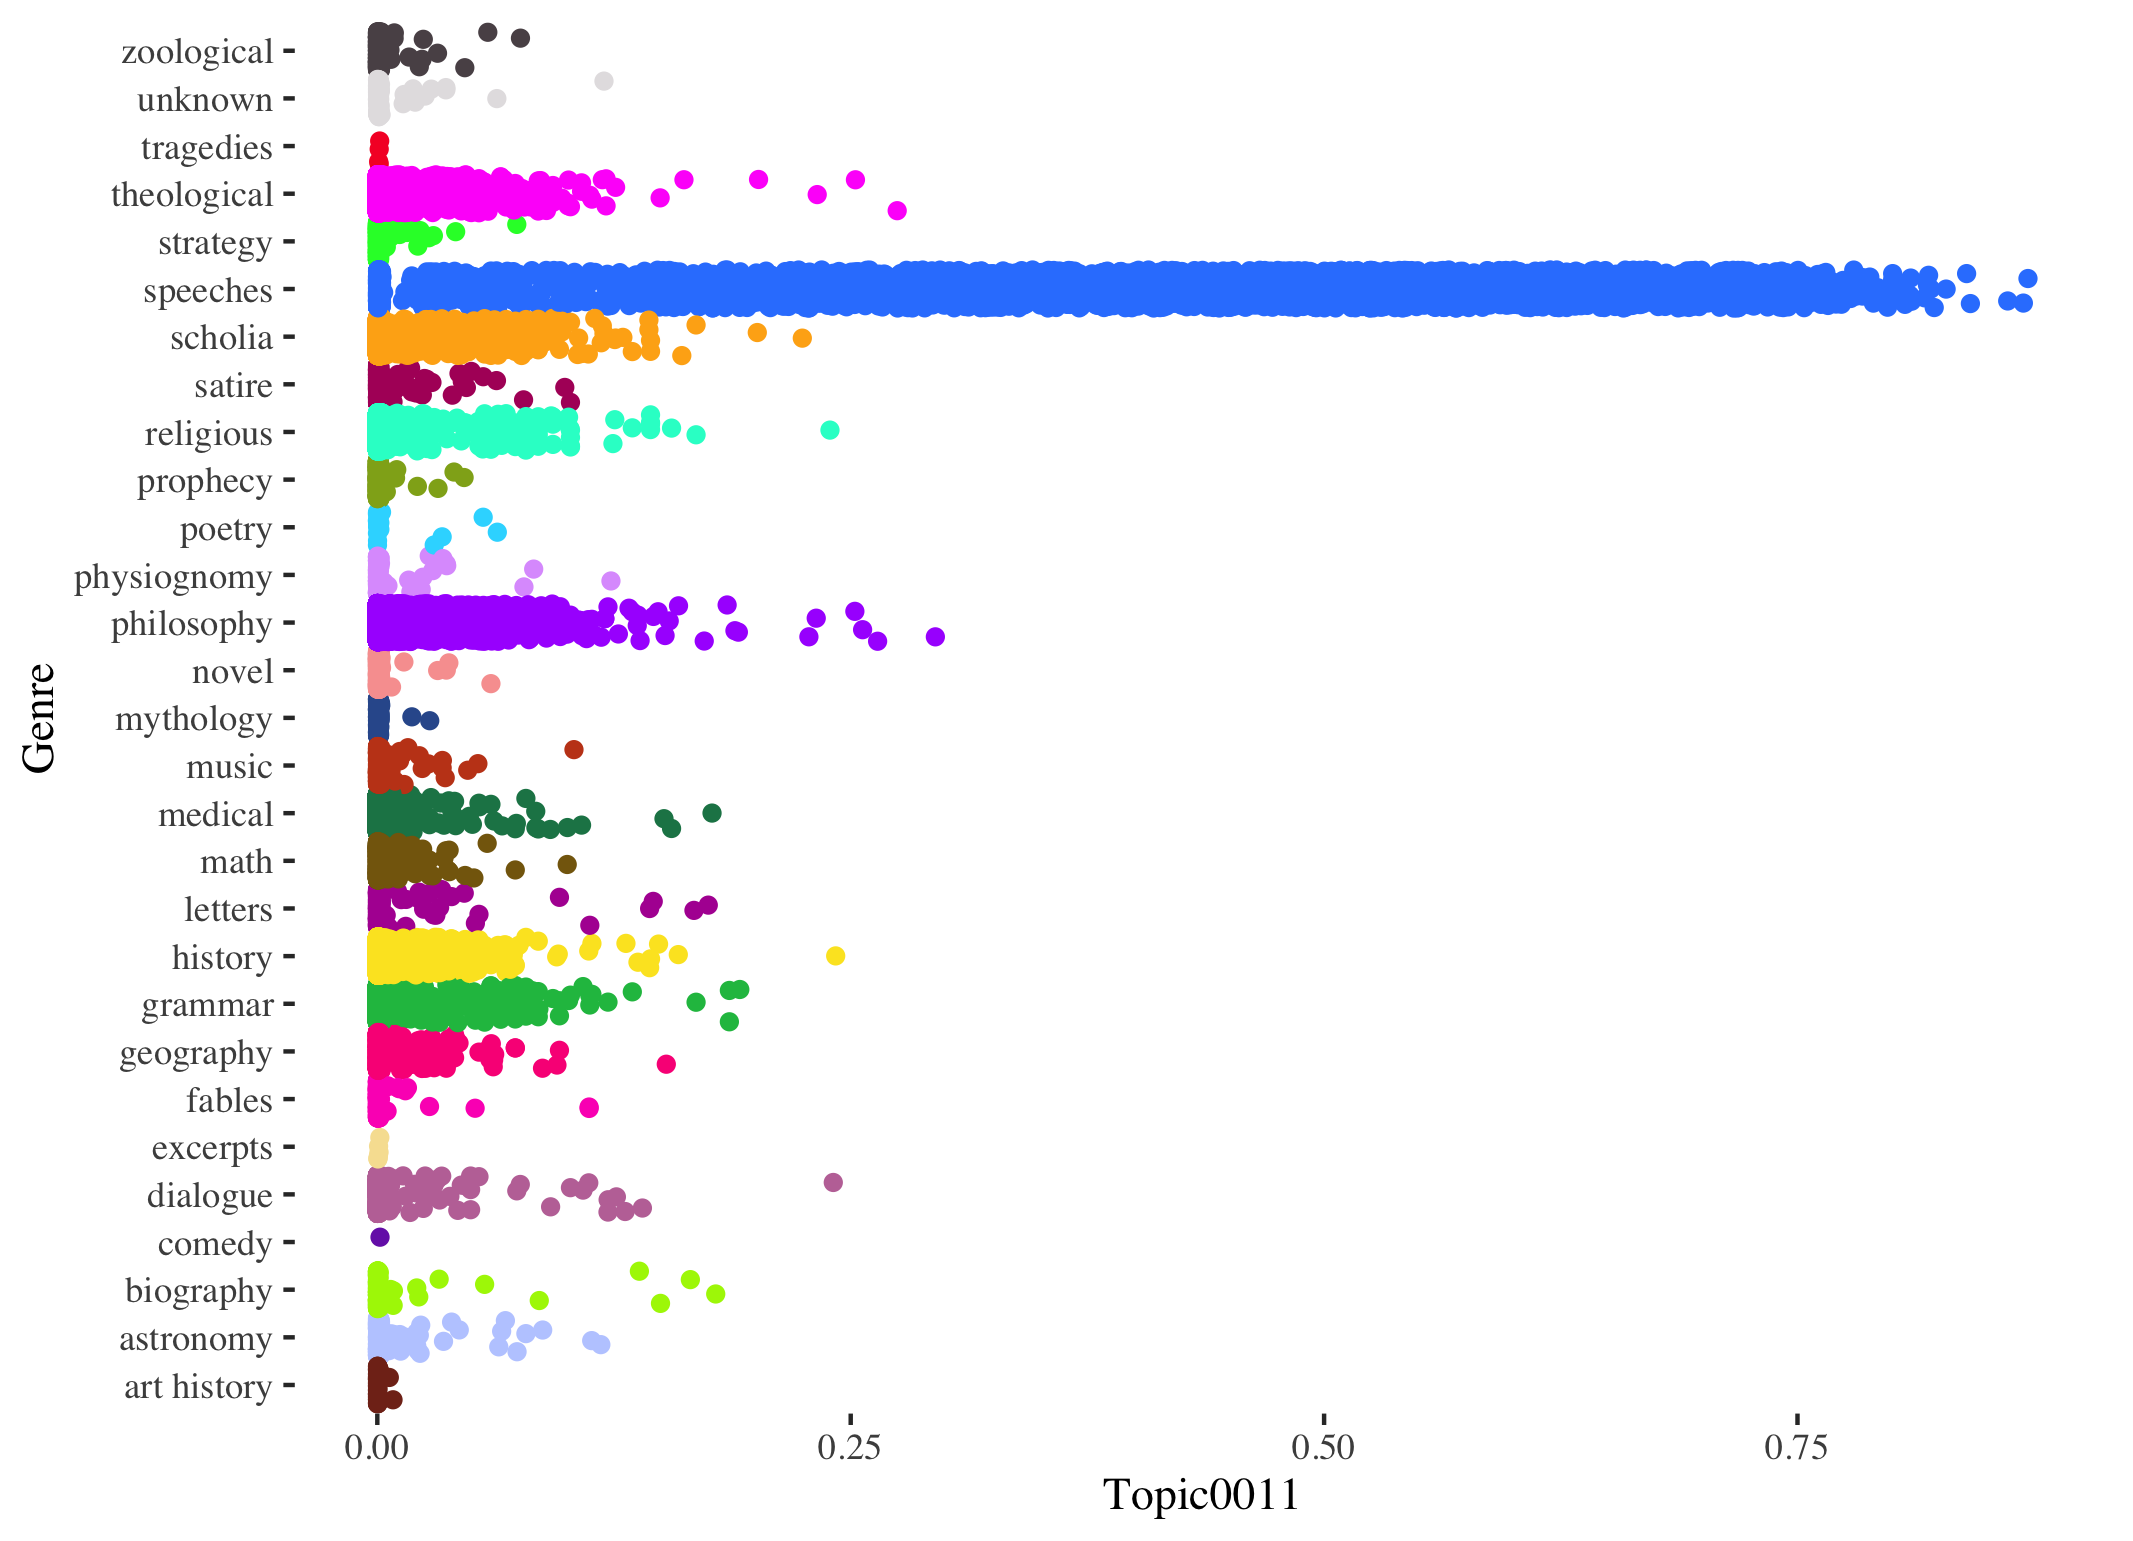 zoological
unknown
tragedies
theological
strategy
speeches
scholia
satire
religious
prophecy
poetry
physiognomy
philosophy
novel
mythology
music
medical
math
letters
history
grammar
geography
fables
excerpts
dialogue
comedy
biography
astronomy
art history
Genre
0.00 0.25 0.50 0.75
Topic0011